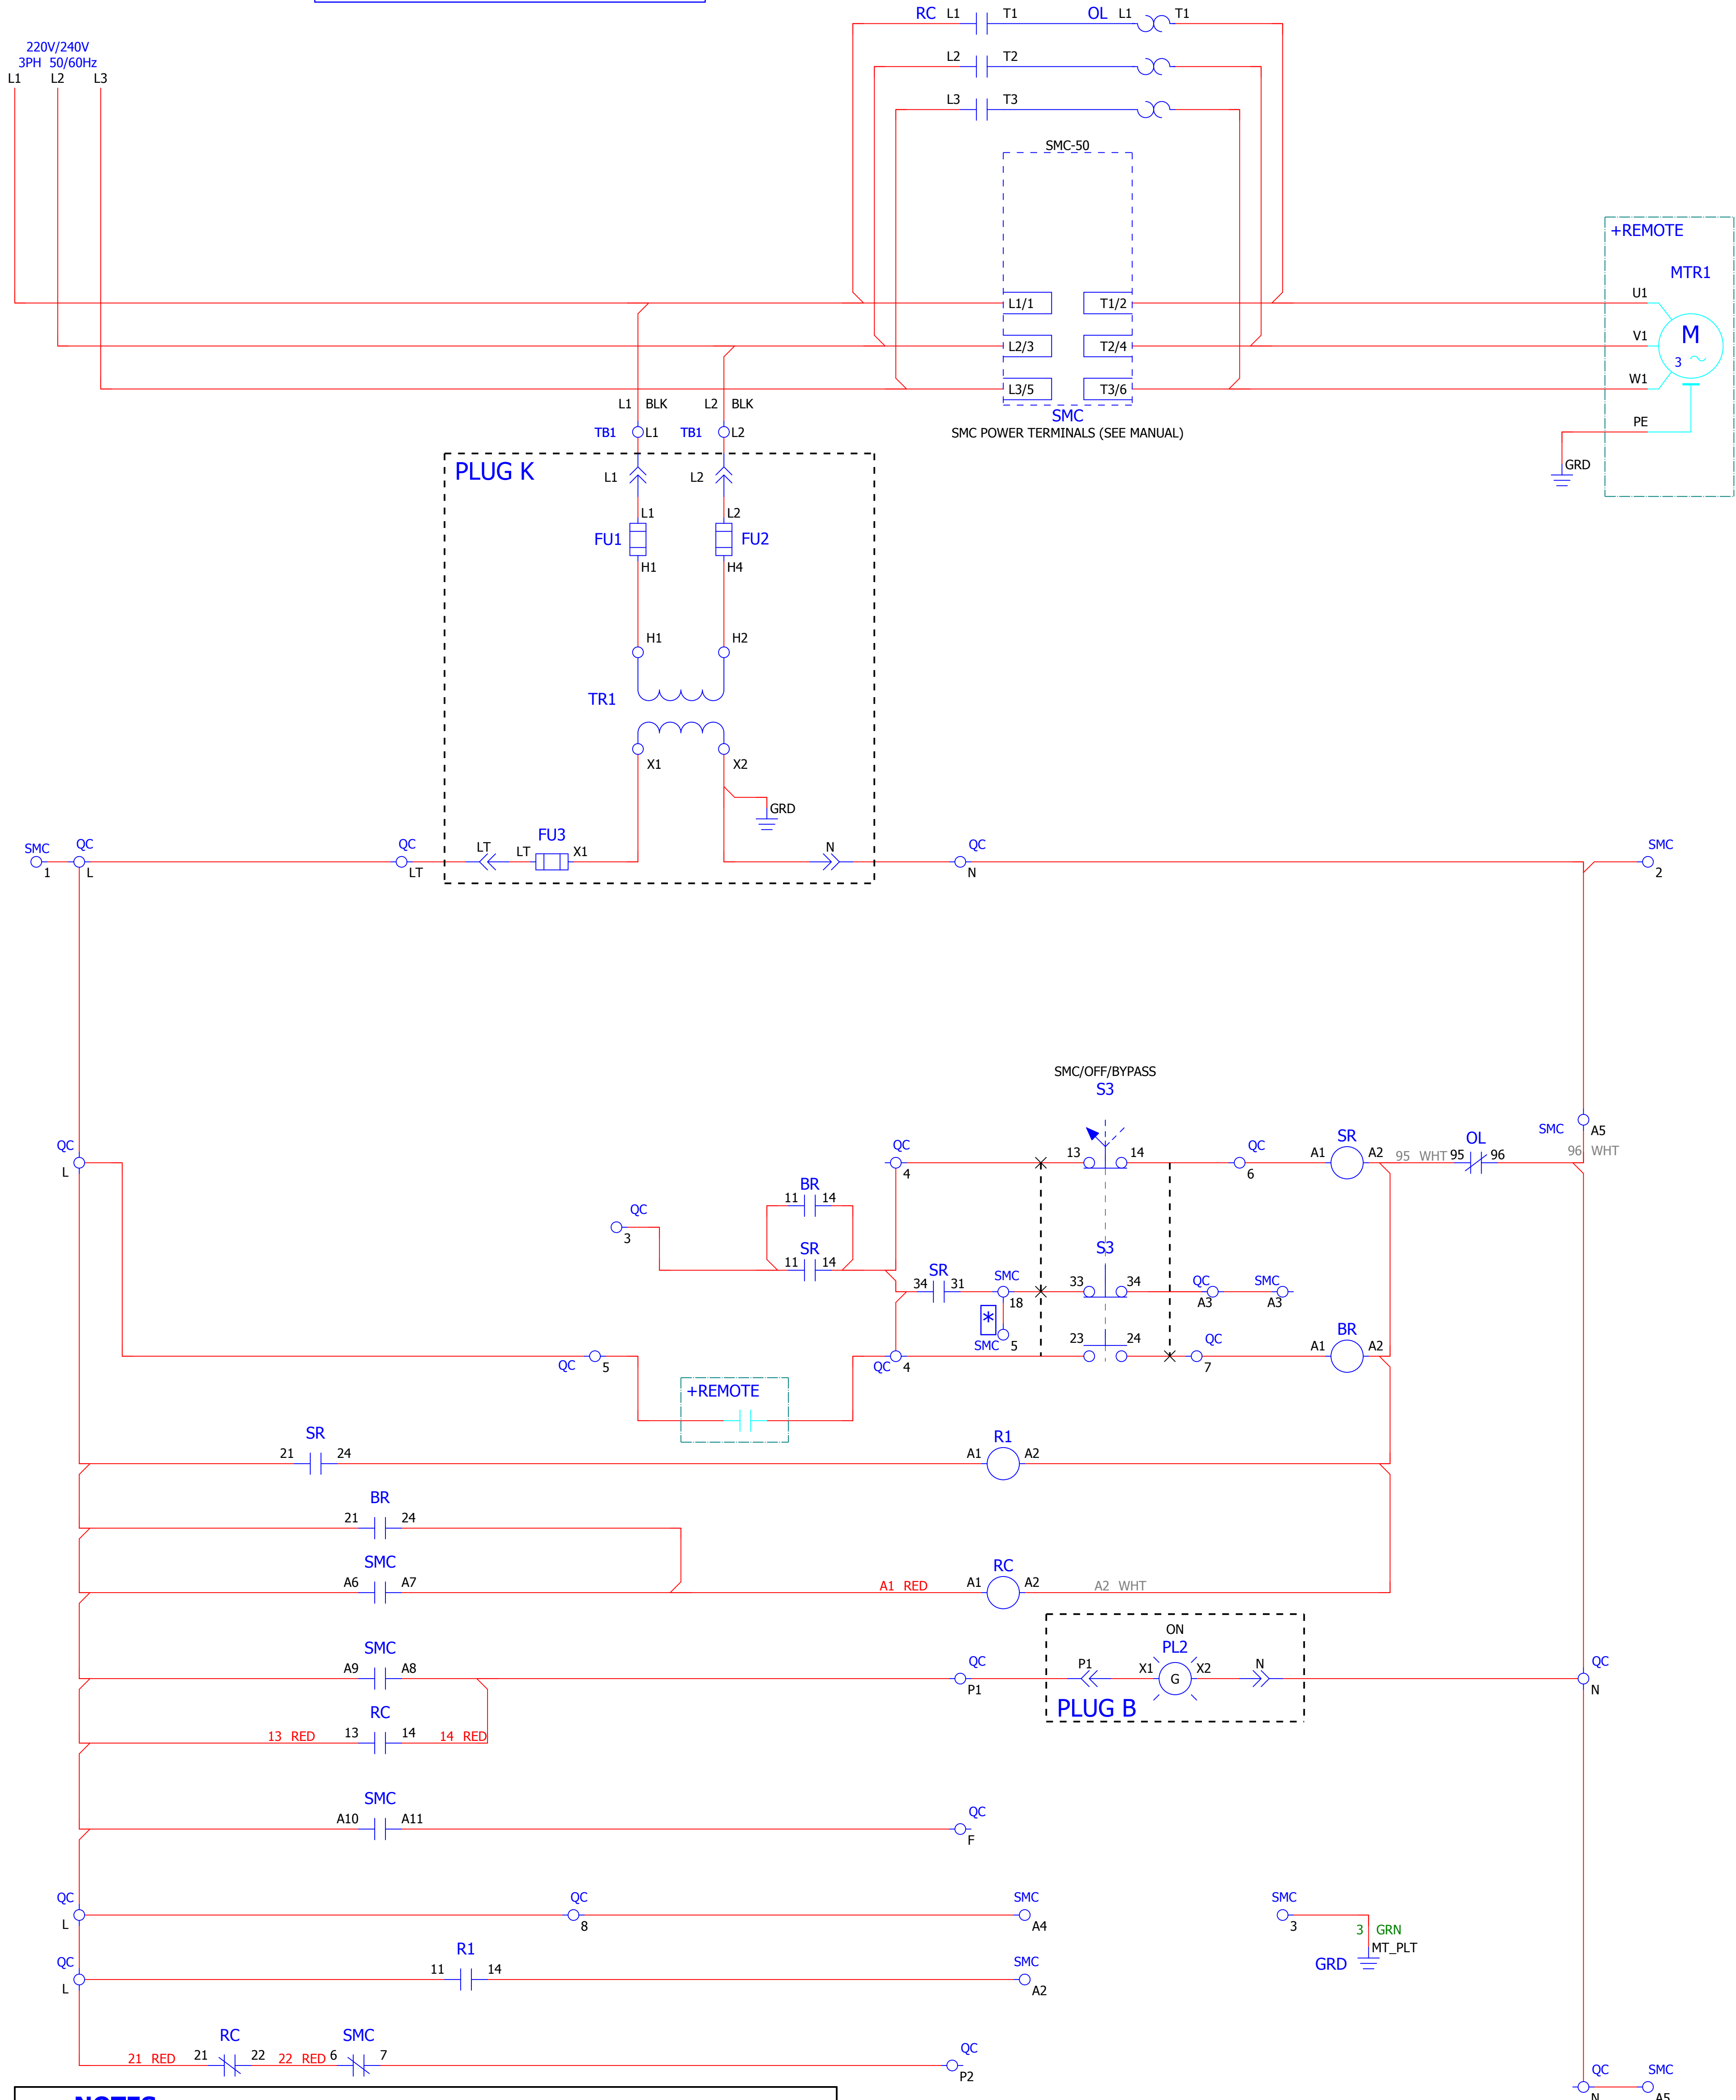 RC L1 T1 OL L1 T1
220V/240V
3PH 50/60Hz
L1 L2 L3
L2 T2
L3 T3
SMC-50
+REMOTE
MTR1
L1/1 T1/2 U1
L2/3 T2/4 V1
M
3
L3/5 T3/6 W1
L1 BLK L2 BLK
SMC
PE
TB1 L1 TB1 L2
SMC POWER TERMINALS (SEE MANUAL)
GRD
PLUG K
L1 L2
L1 L2
FU1 FU2
H1 H4
H1 H2
TR1
X1 X2
GRD
FU3
SMC QC QC LT LT X1 N QC SMC
1 L LT N 2
SMC/OFF/BYPASS
S3
SMC A5
QC QC 13 14 QC SR OL
L 4 6 A1 A2 95 WHT 95 96 96 WHT
BR
11 14
QC
3
SR S3
11 14
SR SMC 33 34 QC SMC
34 31 18 A3 A3
*
SMC 5 23 24 QC BR
QC 5 QC 4 7 A1 A2
+REMOTE
SR R1
21 24 A1 A2
BR
21 24
SMC RC
A6 A7 A1 RED A1 A2 A2 WHT
ON
SMC PL2
A9 A8 QC P1 X1 G X2 N QC
P1 N
RC PLUG B
13 RED 13 14 14 RED
SMC
A10 A11 QC
F
QC QC SMC SMC
L 8 A4 3
3 GRN
MT_PLT
GRD
QC R1 SMC
L 11 14 A2
RC SMC
21 RED 21 22 22 RED 6 7 QC
P2
QC SMC
N A5
NOTES